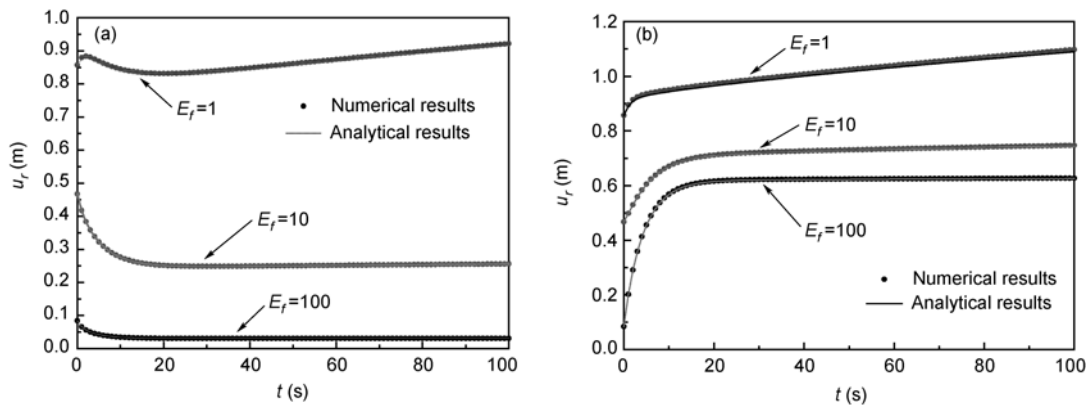 (a)
1.0
0.9
0.8
0.7
0.6
0.5
0.4
0.3
0.2
0.1
0.0
u_r (m)
E_f=1
Numerical results
Analytical results
E_f=10
E_f=100
0 20 40 60 80 100
t (s)
(b)
1.2
1.0
0.8
0.6
0.4
0.2
0.0
u_r (m)
E_f=1
E_f=10
E_f=100
Numerical results
Analytical results
0 20 40 60 80 100
t (s)